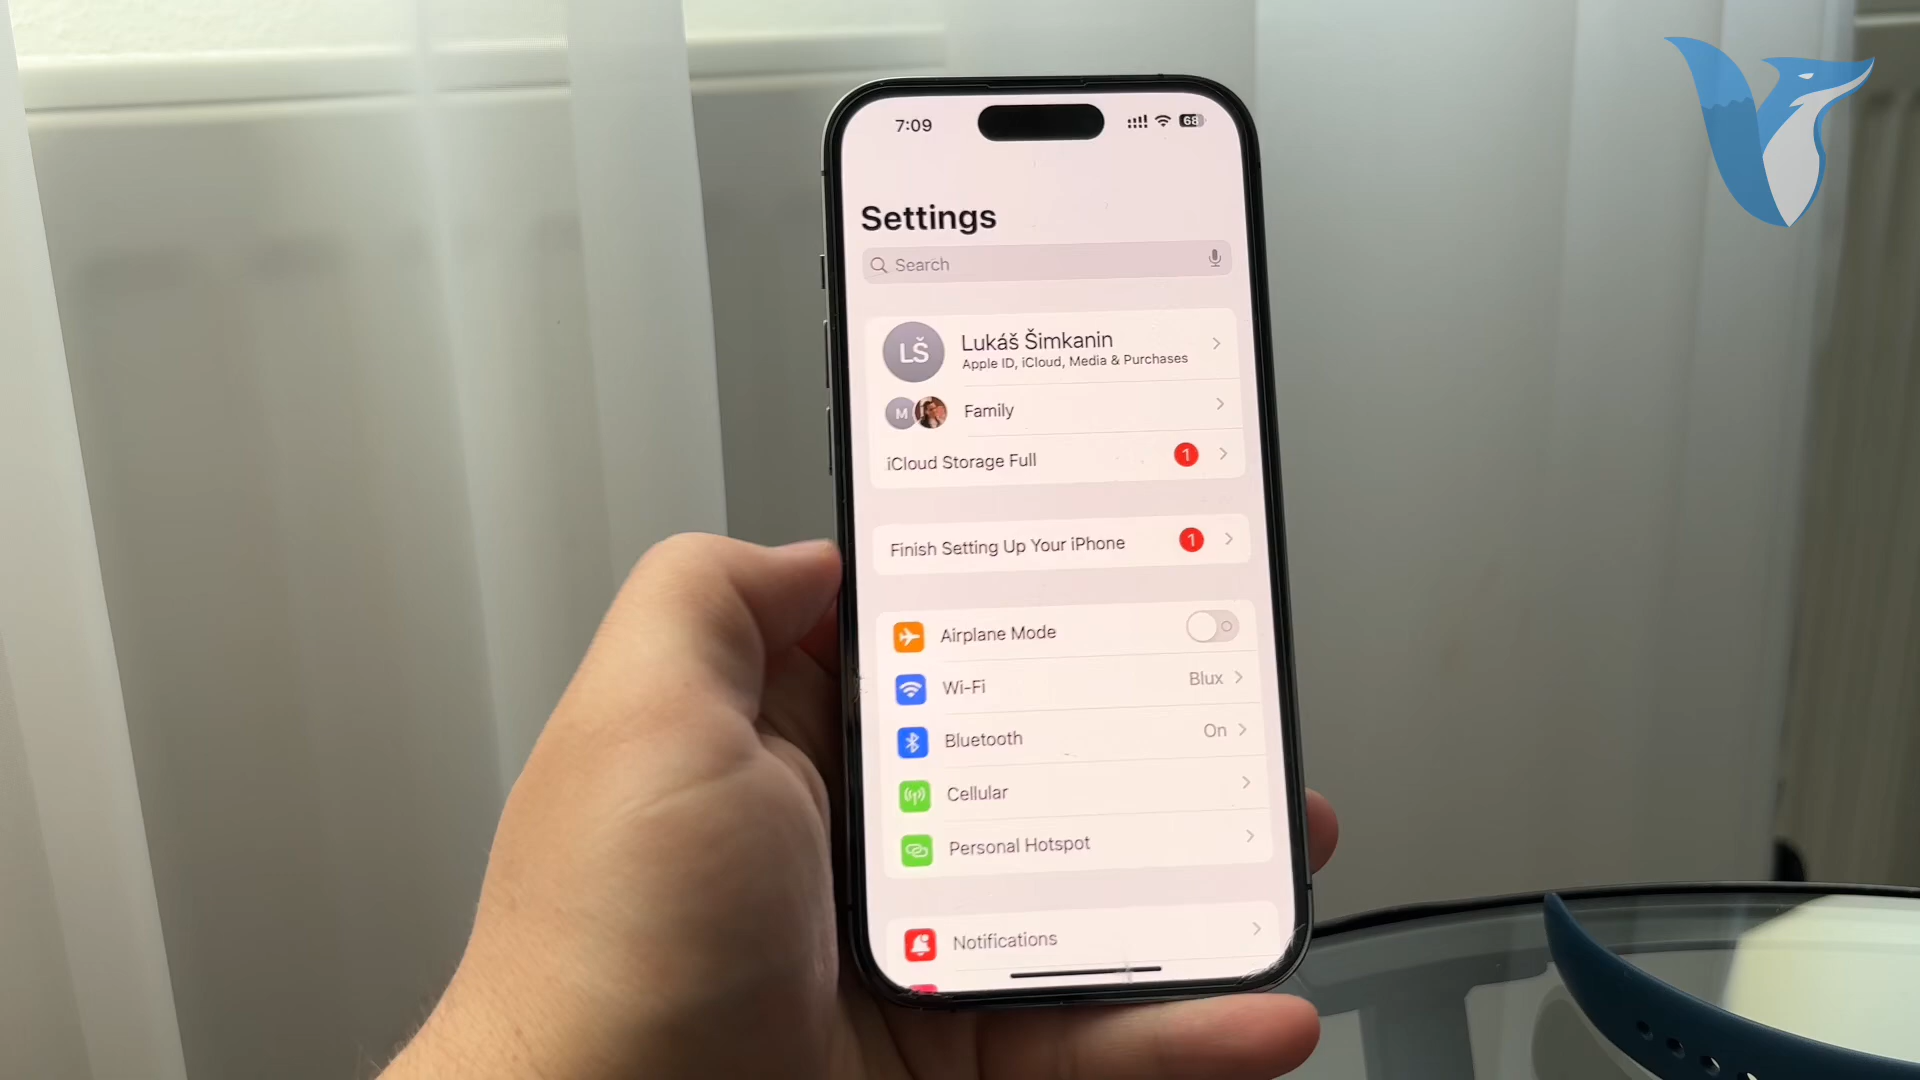 7:09
68
Settings
Search
LŠ
Lukáš Šimkanin
Apple ID, iCloud, Media & Purchases
M
Family
iCloud Storage Full
1
Finish Setting Up Your iPhone
1
Airplane Mode
Wi-Fi
Blux
Bluetooth
On
Cellular
Personal Hotspot
Notifications